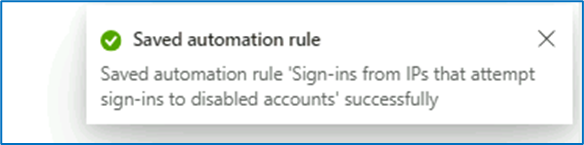 Saved automation rule
Saved automation rule 'Sign-ins from IPs that attempt
sign-ins to disabled accounts' successfully